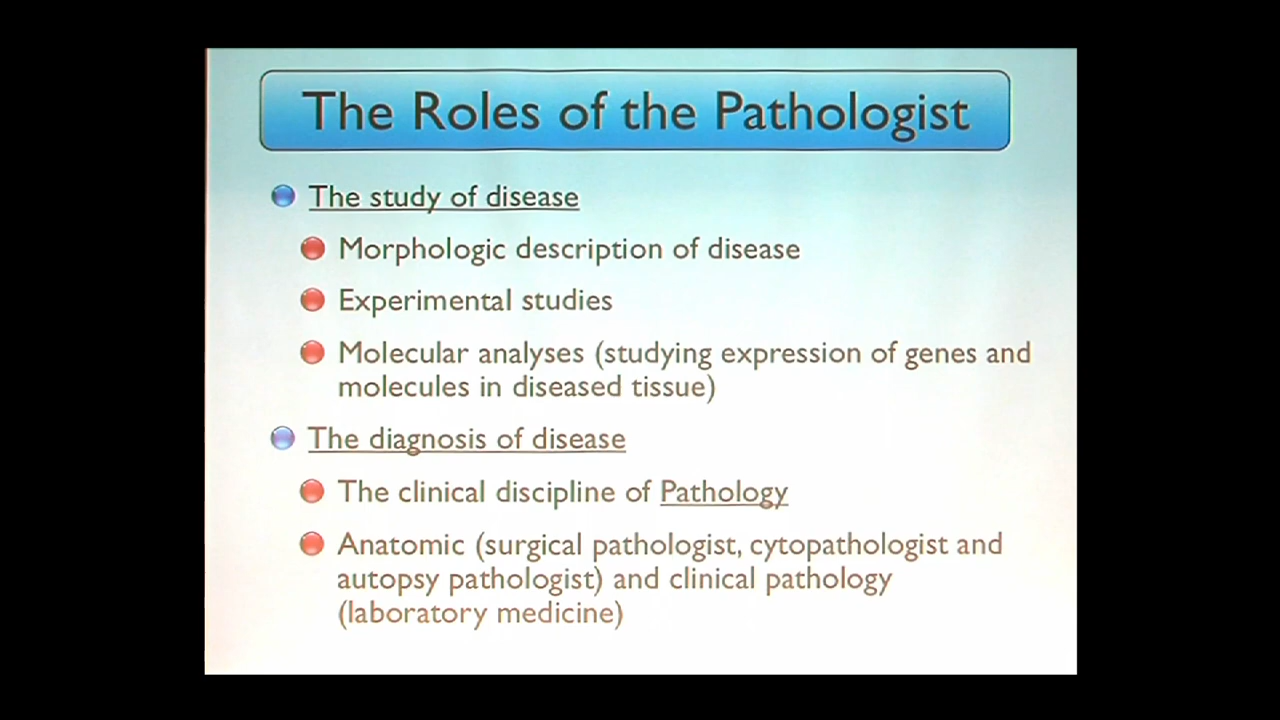 The Roles of the Pathologist
The study of disease
Morphologic description of disease
Experimental studies
Molecular analyses (studying expression of genes and
molecules in diseased tissue)
The diagnosis of disease
The clinical discipline of Pathology
Anatomic (surgical pathologist, cytopathologist and
autopsy pathologist) and clinical pathology
(laboratory medicine)